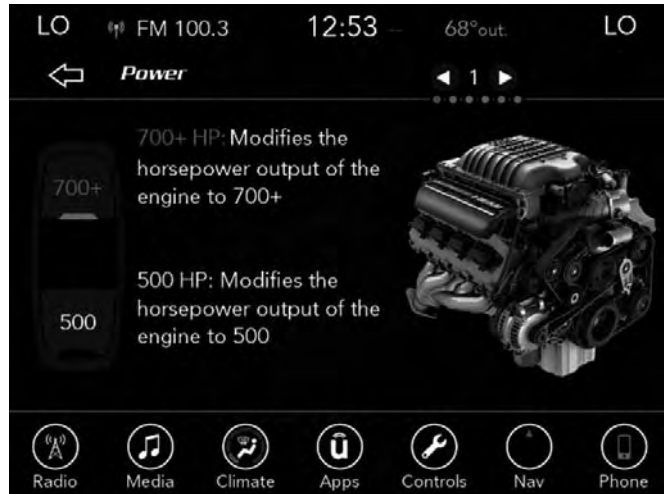 LO FM 100.3 12:53 -- 68°out. LO
Power 1
700+ HP: Modifies the
horsepower output of the
engine to 700+
700+
500 HP: Modifies the
horsepower output of the
engine to 500
500
Radio Media Climate Apps Controls Nav Phone